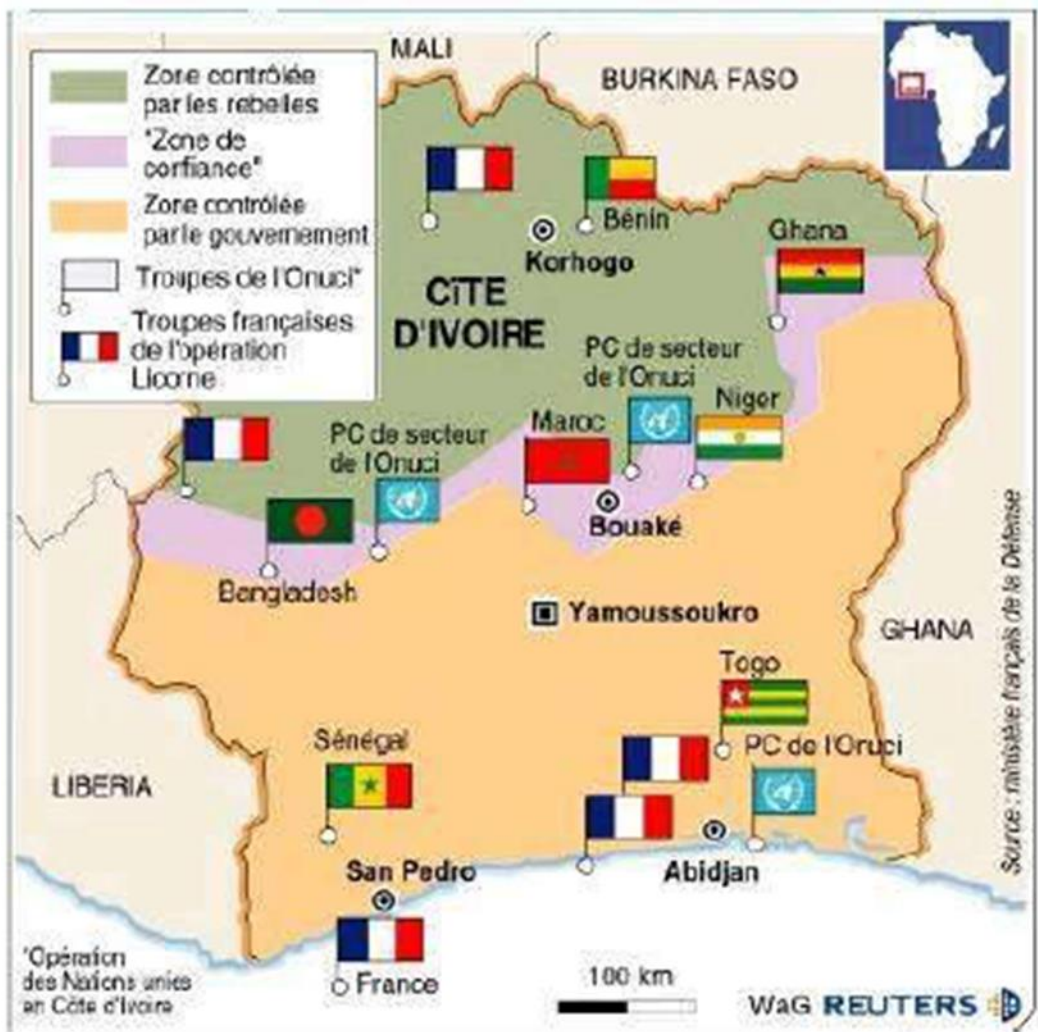 Zone contrôlée
par les rebelles
"Zone de
corfiance"
Zone contrôlée
par le gouvernement
Troupes de l'Onuci*
Troupes françaises
de l'opération
Licorne
MALI
BURKINA FASO
Bénin
Korhogo
Ghana
CÏTE
D'IVOIRE
PC de secteur
de l'Onuci
Niger
Maroc
PC de secteur
de l'Onuci
Bouaké
Bangladesh
Yamoussoukro
GHANA
Togo
PC de l'Oruci
Sénégal
LIBERIA
San Pedro
Abidjan
France
"Opération
des Nations unies
en Côte d'Ivoire
100 km
WaG REUTERS
Source : ministère français de la Défense